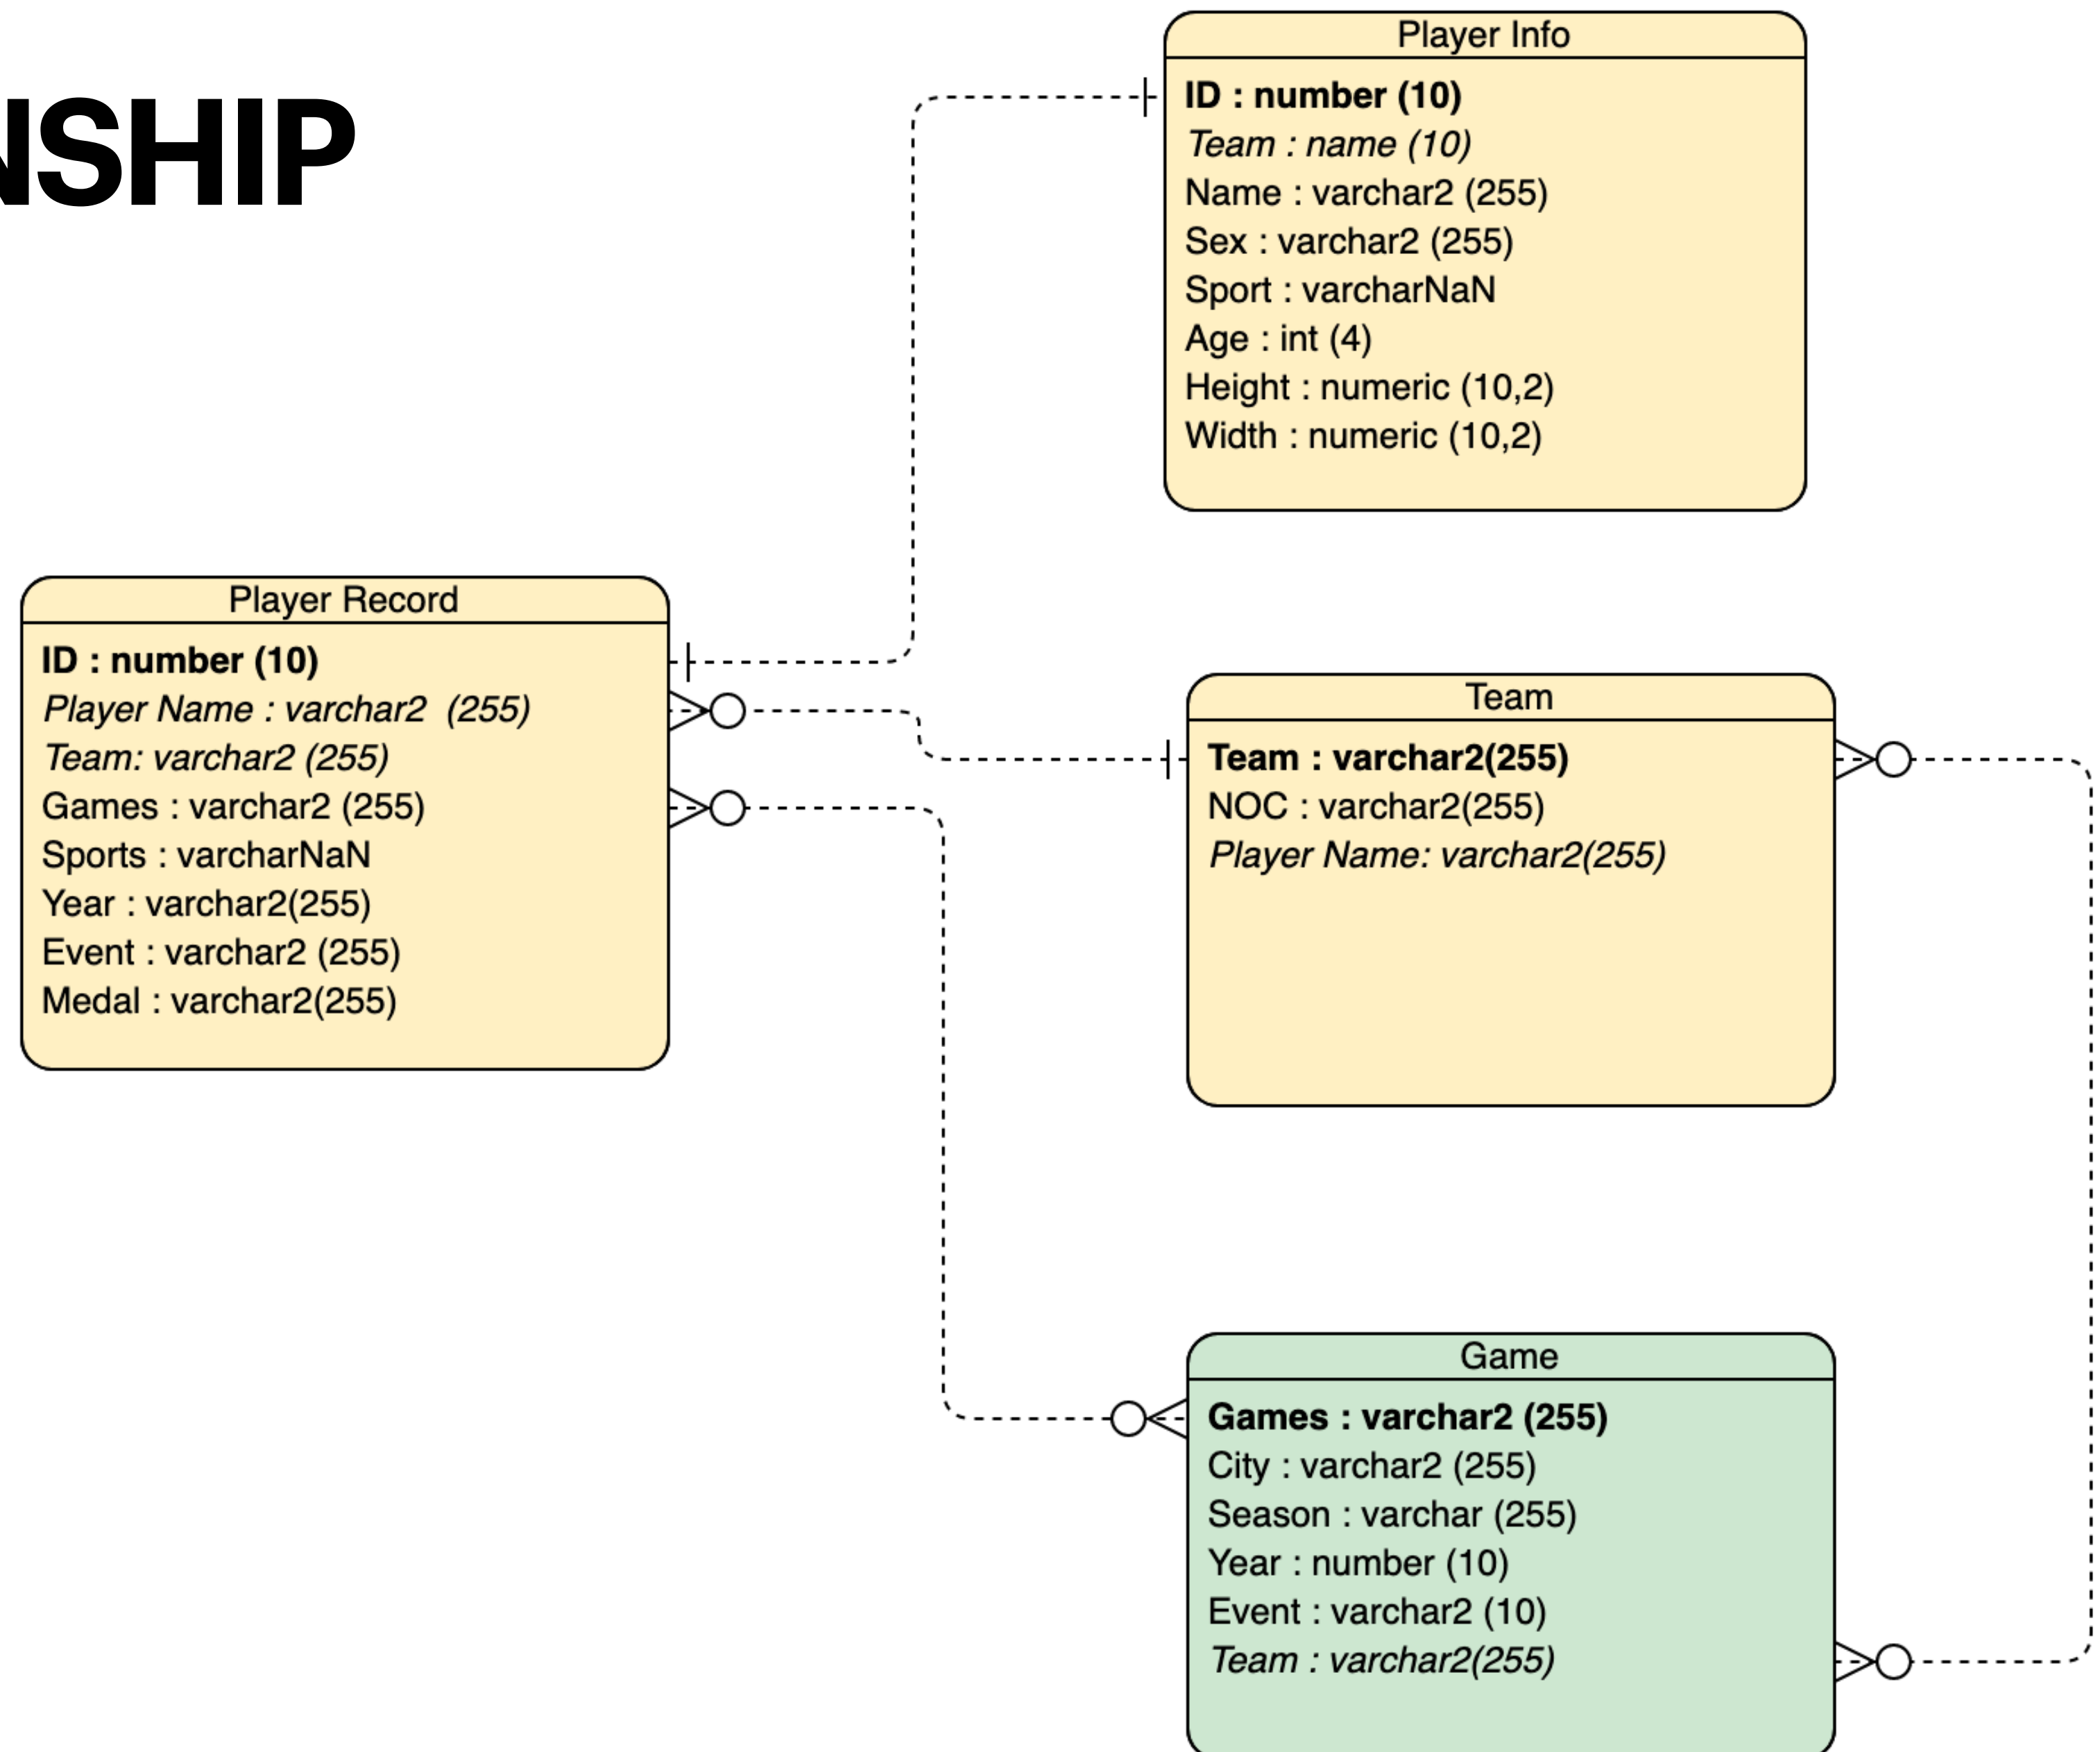 NSHIP
Player Info
ID : number (10)
Team : name (10)
Name : varchar2 (255)
Sex : varchar2 (255)
Sport : varcharNaN
Age : int (4)
Height : numeric (10,2)
Width : numeric (10,2)
Player Record
ID : number (10)
Player Name : varchar2  (255)
Team: varchar2 (255)
Games : varchar2 (255)
Sports : varcharNaN
Year : varchar2(255)
Event : varchar2 (255)
Medal : varchar2(255)
Team
Team : varchar2(255)
NOC : varchar2(255)
Player Name: varchar2(255)
Game
Games : varchar2 (255)
City : varchar2 (255)
Season : varchar (255)
Year : number (10)
Event : varchar2 (10)
Team : varchar2(255)